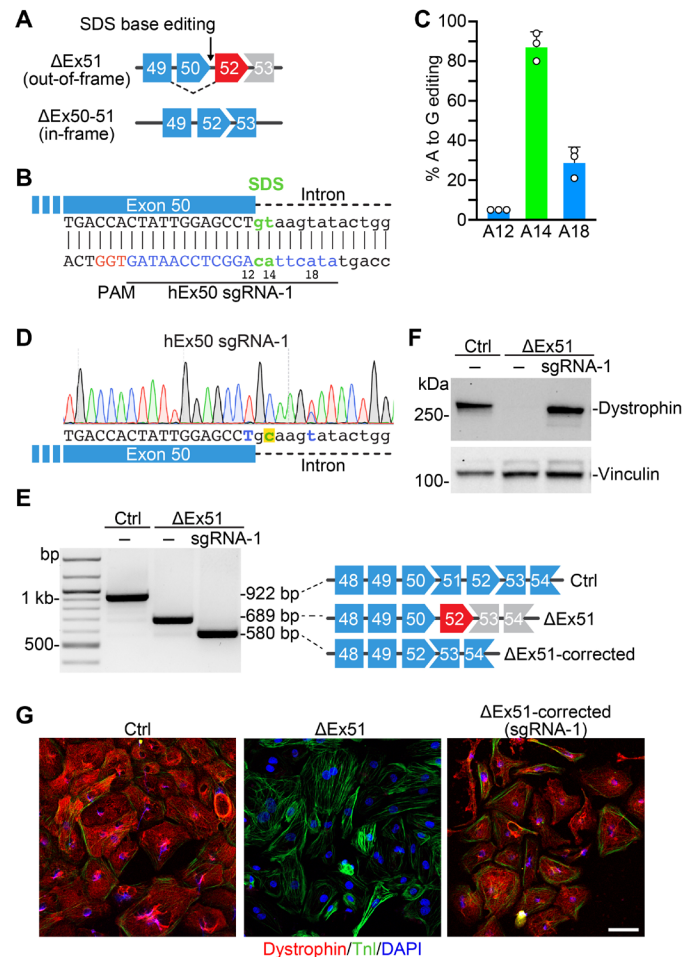 A
SDS base editing
ΔEx51
(out-of-frame)
49 50 52 53
ΔEx50-51
(in-frame)
49 52 53
B
SDS
Exon 50 Intron
TGACCACTATTGGAGCCTgtaagtatactgg
ACTGGTGATAACCTCGGAcattcatatgacc
12 14 18
PAM hEx50 sgRNA-1
C
% A to G editing
100
80
60
40
20
0
A12 A14 A18
D
hEx50 sgRNA-1
TGACCACTATTGGAGCCTgcaagtatactgg
Exon 50 Intron
E
Ctrl ΔEx51
– – sgRNA-1
bp
1 kb-
500-
-922 bp
-689 bp
-580 bp
48 49 50 51 52 53 54 Ctrl
48 49 50 52 53 54 ΔEx51
48 49 52 53 54 ΔEx51-corrected
F
Ctrl ΔEx51
– – sgRNA-1
kDa
250-
-Dystrophin
100-
-Vinculin
G
Ctrl
ΔEx51
ΔEx51-corrected
(sgRNA-1)
Dystrophin/TnI/DAPI